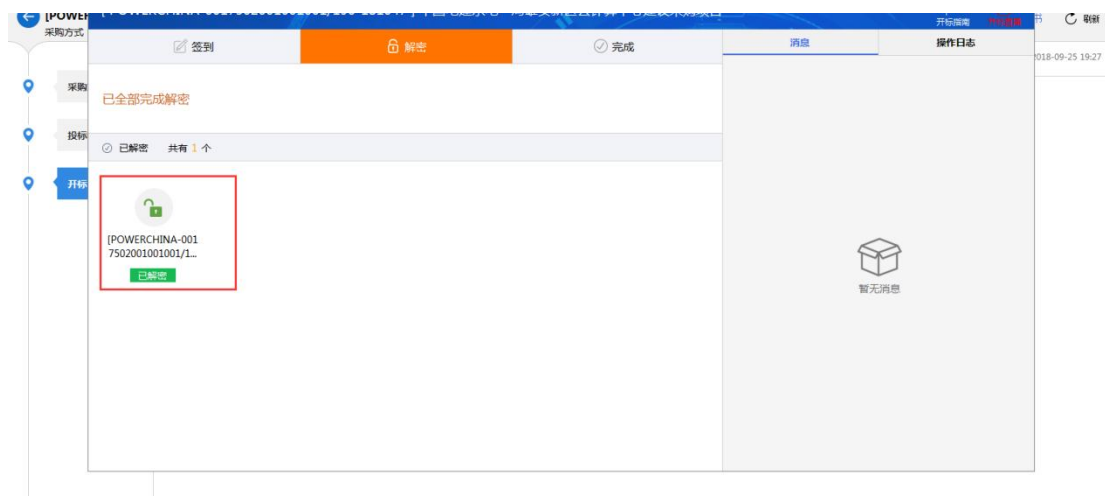 采购方式
开标指南
刷新
签到
解密
完成
消息
操作日志
2018-09-25 19:27
采购
已全部完成解密
投标
已解密 共有 1 个
开标
[POWERCHINA-001
7502001001001/1...
已解密
暂无消息